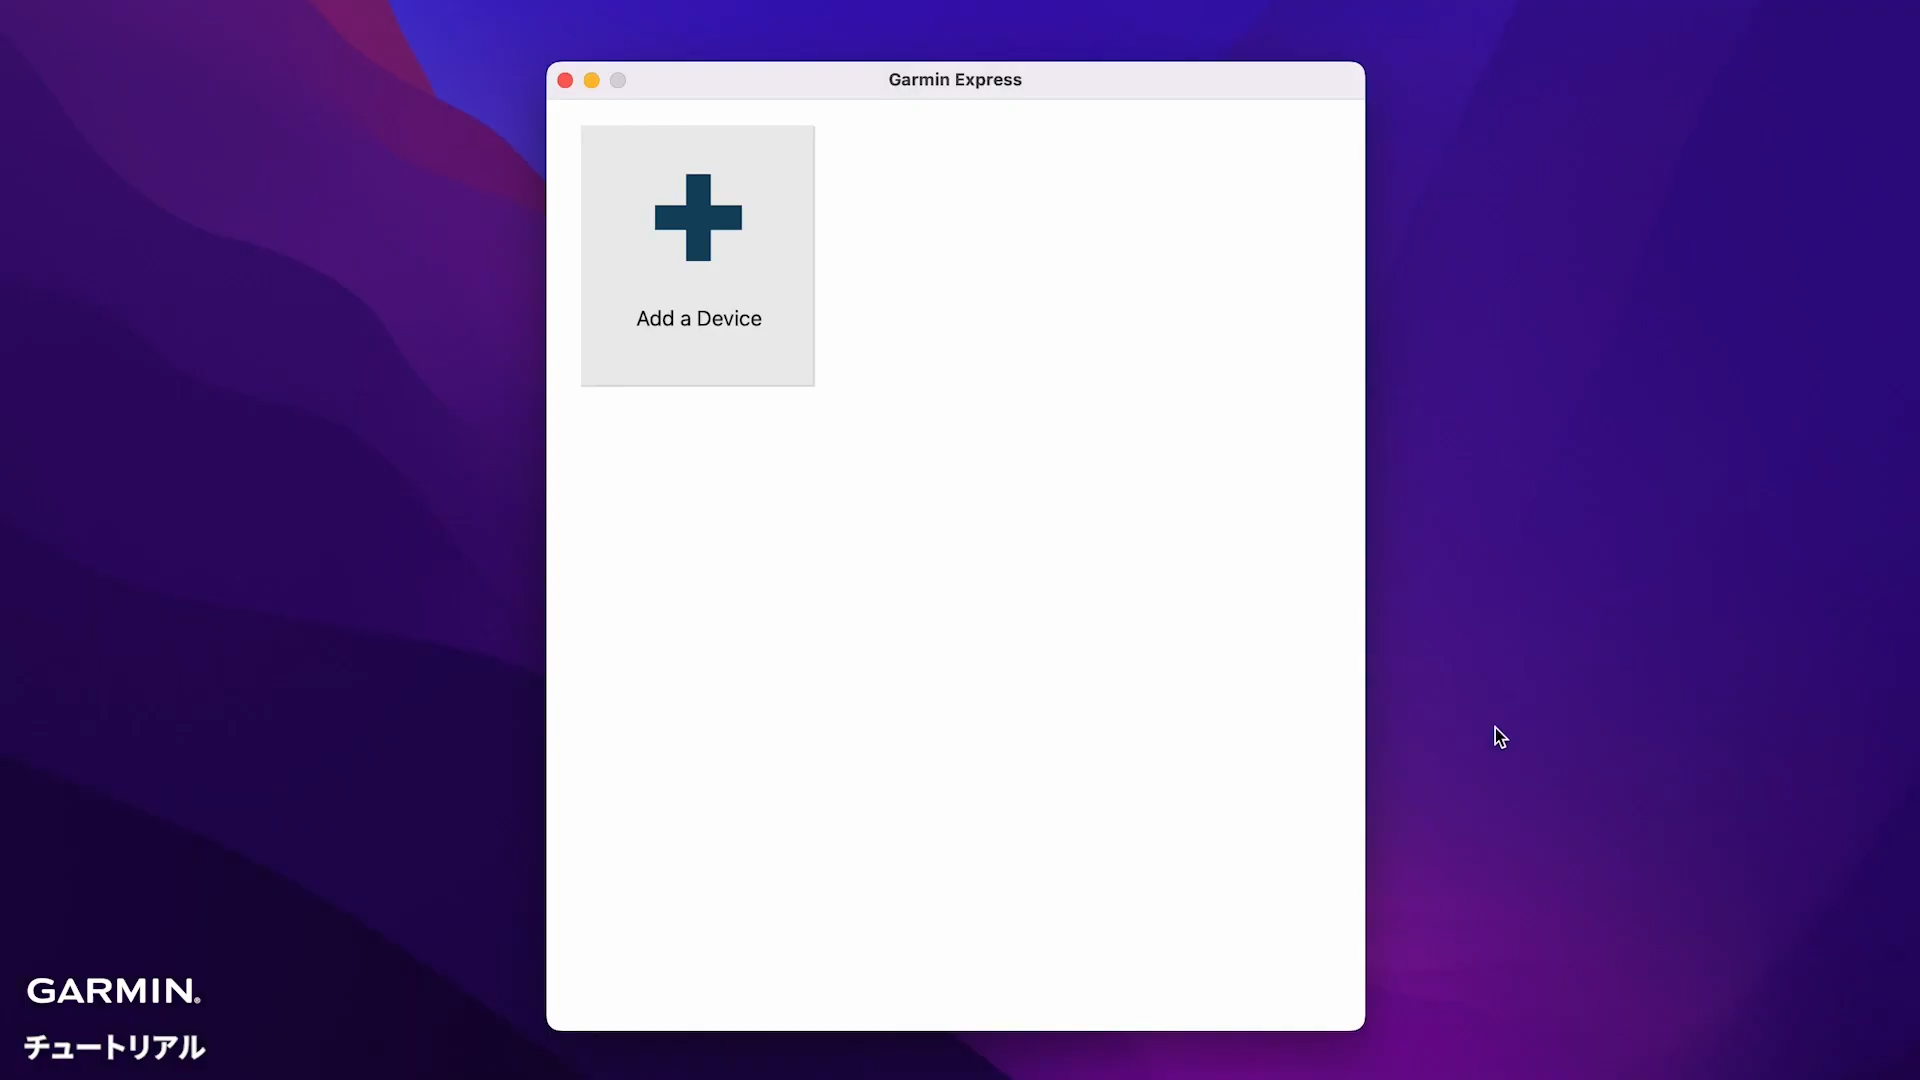 Garmin Express
Add a Device
GARMIN®
チュートリアル